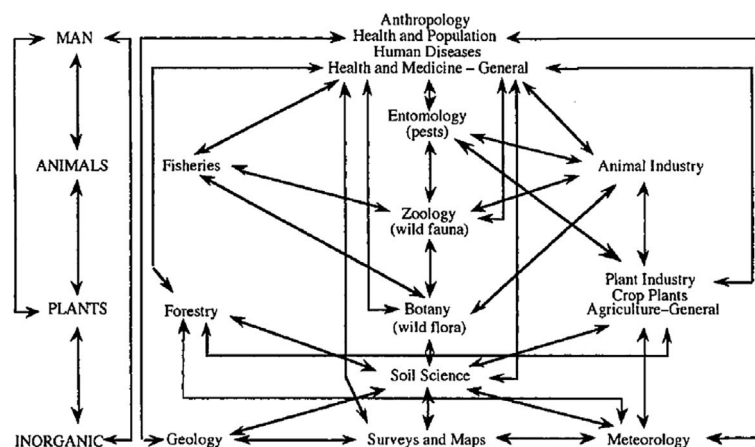 MAN
Anthropology
Health and Population
Human Diseases
Health and Medicine – General
Entomology
(pests)
ANIMALS
Fisheries
Animal Industry
Zoology
(wild fauna)
PLANTS
Forestry
Botany
(wild flora)
Plant Industry
Crop Plants
Agriculture–General
Soil Science
INORGANIC
Geology
Surveys and Maps
Meteorology